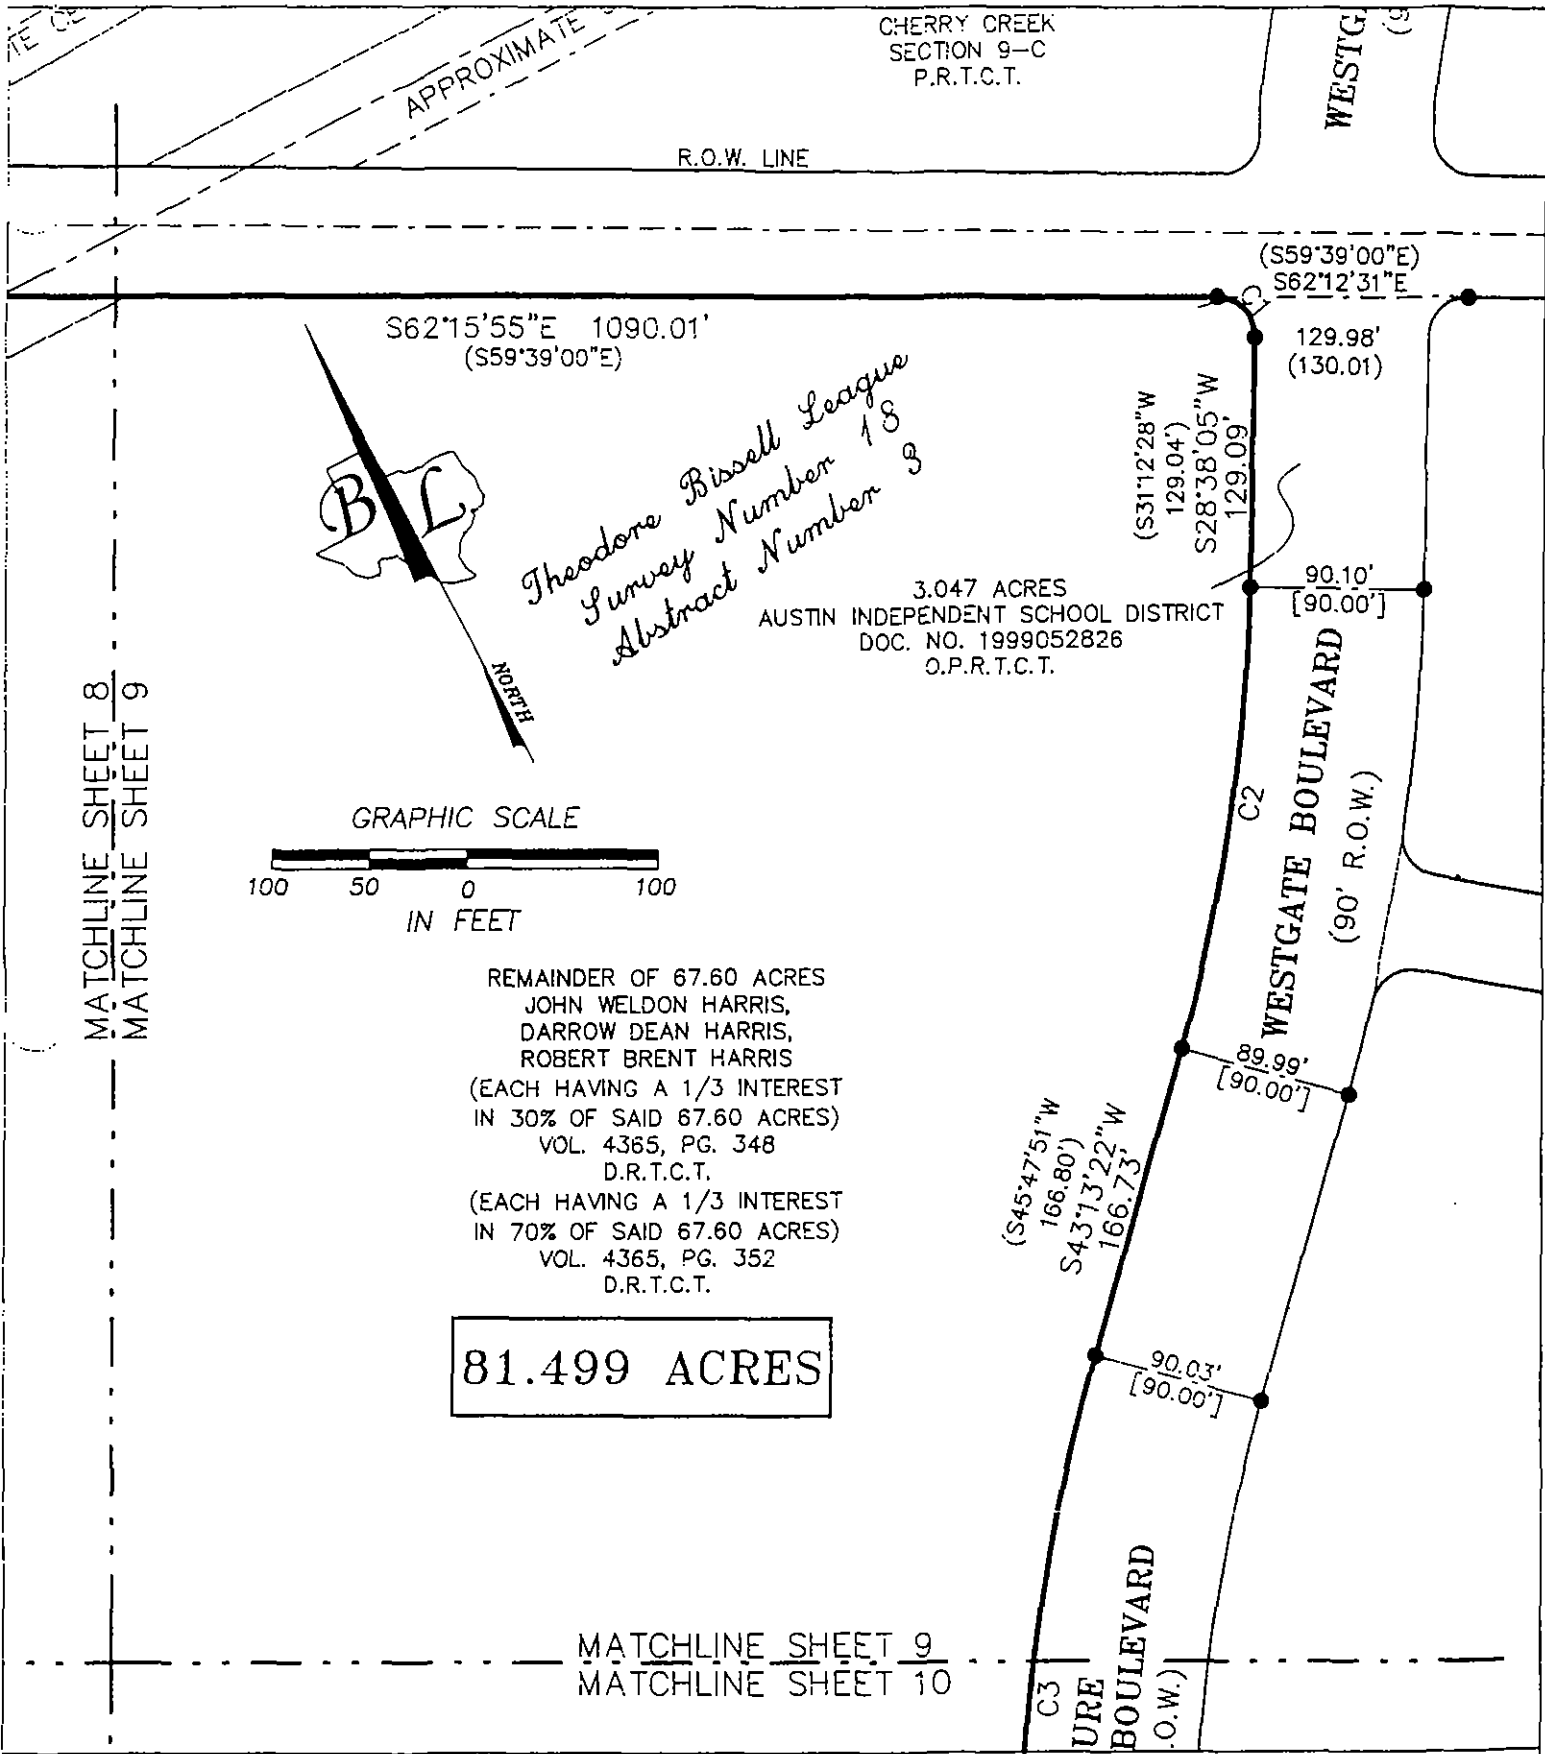 APPROXIMATE
CHERRY CREEK
SECTION 9-C
P.R.T.C.T.
WESTG
R.O.W. LINE
(S59°39'00"E)
S62°12'31"E
S62°15'55"E 1090.01'
(S59°39'00"E)
129.98'
(130.01)
(S31°12'28"W
129.04')
S28°38'05"W
129.09'
B L
NORTH
Theodore Bissell League
Survey Number 18
Abstract Number 3
3.047 ACRES
AUSTIN INDEPENDENT SCHOOL DISTRICT
DOC. NO. 1999052826
O.P.R.T.C.T.
90.10'
[90.00']
MATCHLINE SHEET 8
MATCHLINE SHEET 9
WESTGATE BOULEVARD
(90' R.O.W.)
C2
GRAPHIC SCALE
100 50 0 100
IN FEET
REMAINDER OF 67.60 ACRES
JOHN WELDON HARRIS,
DARROW DEAN HARRIS,
ROBERT BRENT HARRIS
(EACH HAVING A 1/3 INTEREST
IN 30% OF SAID 67.60 ACRES)
VOL. 4365, PG. 348
D.R.T.C.T.
(EACH HAVING A 1/3 INTEREST
IN 70% OF SAID 67.60 ACRES)
VOL. 4365, PG. 352
D.R.T.C.T.
89.99'
[90.00']
(S45°47'51"W
166.80')
S43°13'22"W
166.73'
81.499 ACRES
90.03'
[90.00']
MATCHLINE SHEET 9
MATCHLINE SHEET 10
C3
URE
BOULEVARD
.O.W.)